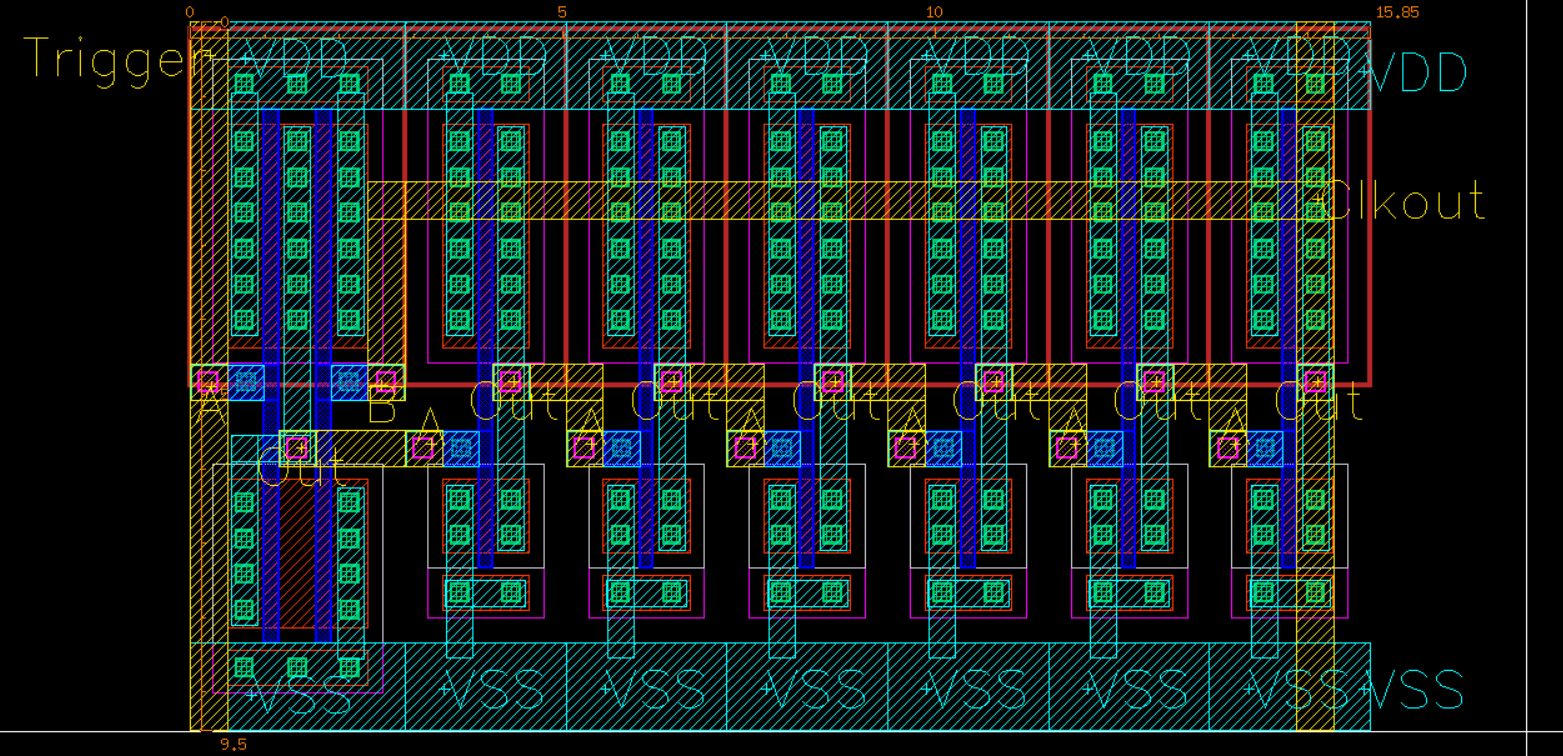 0 5 10 15.85
0
Trigger VDD VDD VDD VDD VDD VDD VDD VDD
Clkout
A B Out Out Out Out Out Out
A A A A A A
Out
VSS VSS VSS VSS VSS VSS VSS VSS
9.5